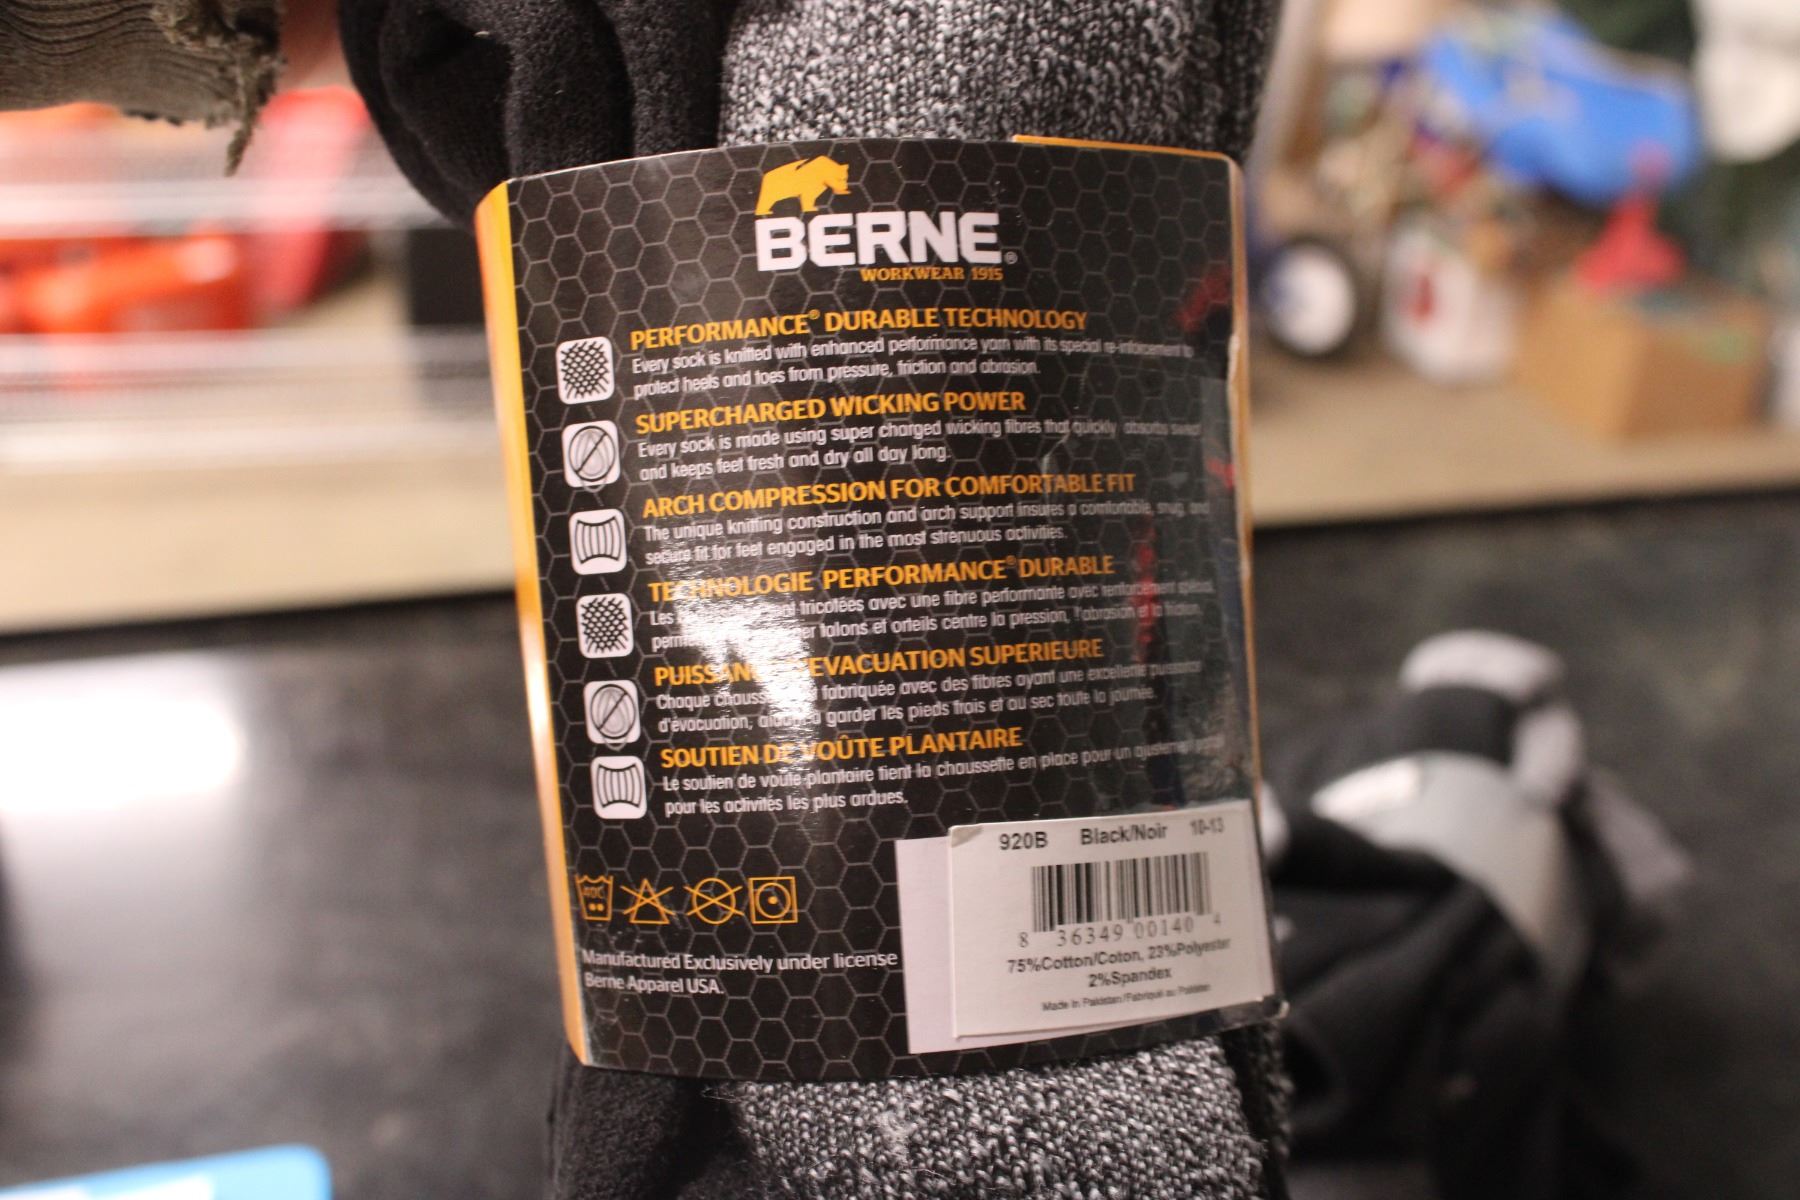 BERNE®
WORKWEAR 1915
PERFORMANCE® DURABLE TECHNOLOGY
Every sock is knitted with enhanced performance yarn with its special re-inforcement to
protect heels and toes from pressure, friction and abrasion.
SUPERCHARGED WICKING POWER
Every sock is made using super charged wicking fibres that quickly absorbs sweat
and keeps feet fresh and dry all day long.
ARCH COMPRESSION FOR COMFORTABLE FIT
The unique knitting construction and arch support insures a comfortable, snug, and
secure fit for feet engaged in the most strenuous activities.
TECHNOLOGIE PERFORMANCE® DURABLE
Les tricotées avec une fibre performante avec renforcement
talons et orteils centre la pression, l'abrasion et la friction.
EVACUATION SUPERIEURE
Chaque fabriquée avec des fibres ayant une excellente puissance
d'évacuation, à garder les pieds frais et au sec toute la journée.
SOUTIEN DE VOÛTE PLANTAIRE
Le soutien de voûte-plantaire tient la chaussette en place pour un ajustement
pour les activités les plus ardues.
40C
Manufactured Exclusively under license
Berne Apparel USA.
920B Black/Noir 10-13
8 36349 00140 4
75%Cotton/Coton, 23%Polyester
2%Spandex
Made In Pakistan/Fabriqué au Pakistan